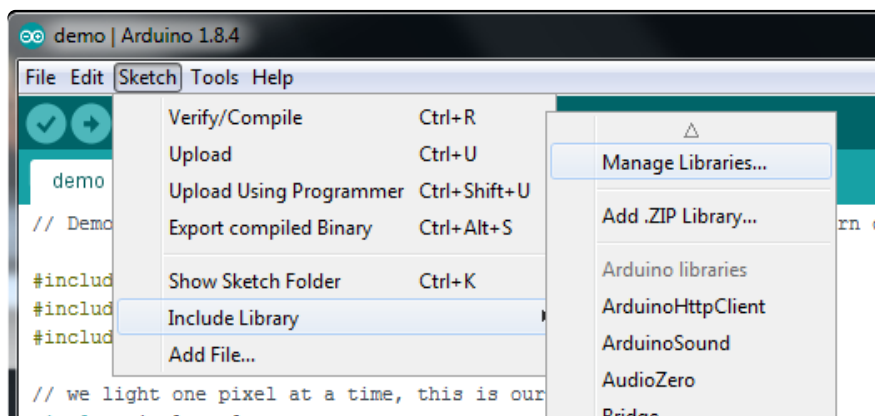 demo | Arduino 1.8.4
File Edit Sketch Tools Help
Verify/Compile Ctrl+R
Upload Ctrl+U
Upload Using Programmer Ctrl+Shift+U
Export compiled Binary Ctrl+Alt+S
Show Sketch Folder Ctrl+K
Include Library
Add File...
Manage Libraries...
Add .ZIP Library...
Arduino libraries
ArduinoHttpClient
ArduinoSound
AudioZero
Bridge
demo
// Demo rn
#includ
#includ
#includ
// we light one pixel at a time, this is our